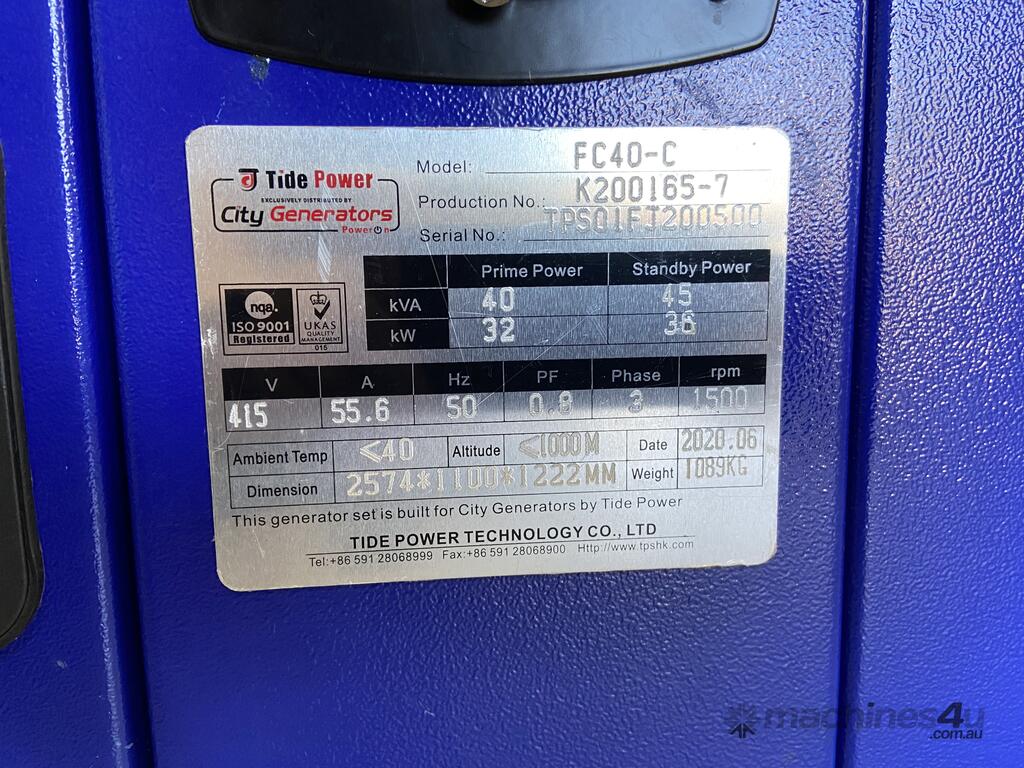 Tide Power
EXCLUSIVELY DISTRIBUTED BY
City Generators
PowerOn
Model: FC40-C
Production No.: K200165-7
Serial No.: TPS01FJ200500
nqa.
ISO 9001
Registered
UKAS
QUALITY
MANAGEMENT
015
Prime Power Standby Power
kVA 40 45
kW 32 36
V A Hz PF Phase rpm
415 55.6 50 0.8 3 1500
Ambient Temp ≤40 Altitude ≤1000M Date 2020.06
Dimension 2574*1100*1222MM Weight 1089KG
This generator set is built for City Generators by Tide Power
TIDE POWER TECHNOLOGY CO., LTD
Tel:+86 591 28068999 Fax:+86 591 28068900 Http://www.tpshk.com
machines4u
.com.au